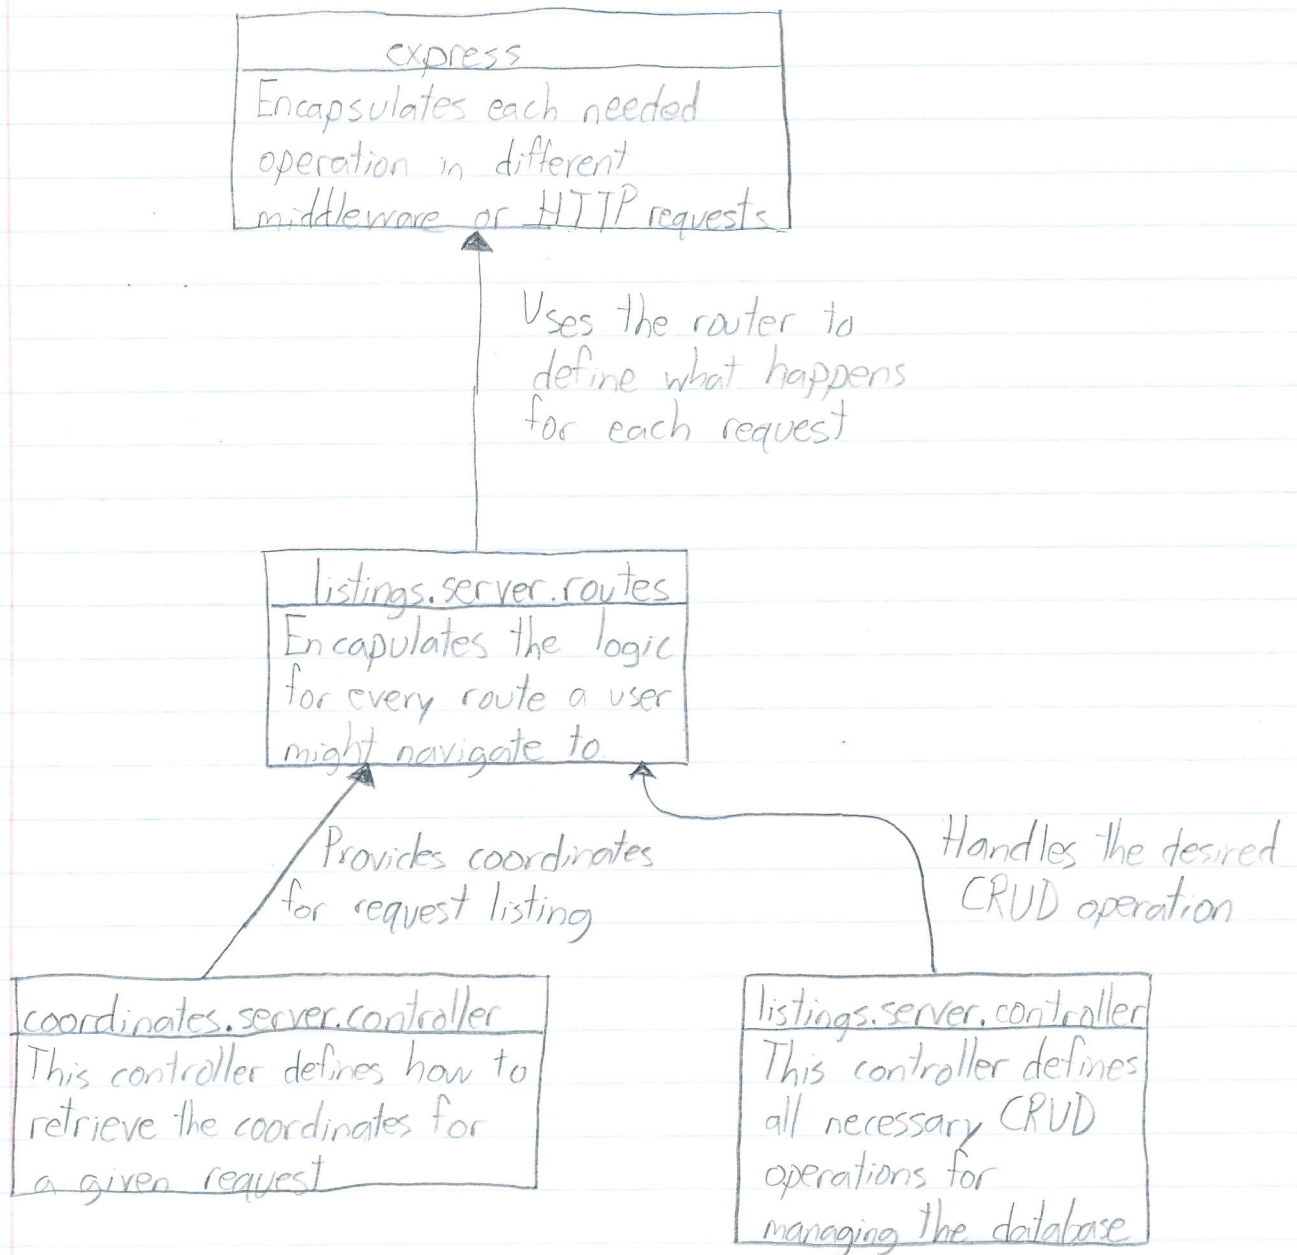 express
Encapsulates each needed
operation in different
middleware or HTTP requests
Uses the router to
define what happens
for each request
listings.server.routes
Encapulates the logic
for every route a user
might navigate to.
Provides coordinates
for request listing
Handles the desired
CRUD operation
coordinates.server.controller
This controller defines how to
retrieve the coordinates for
a given request
listings.server.controller
This controller defines
all necessary CRUD
operations for
managing the database